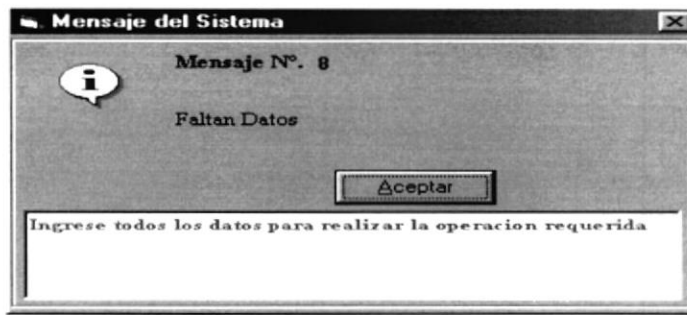 Mensaje del Sistema
Mensaje Nº. 8
Faltan Datos
Aceptar
Ingrese todos los datos para realizar la operacion requerida